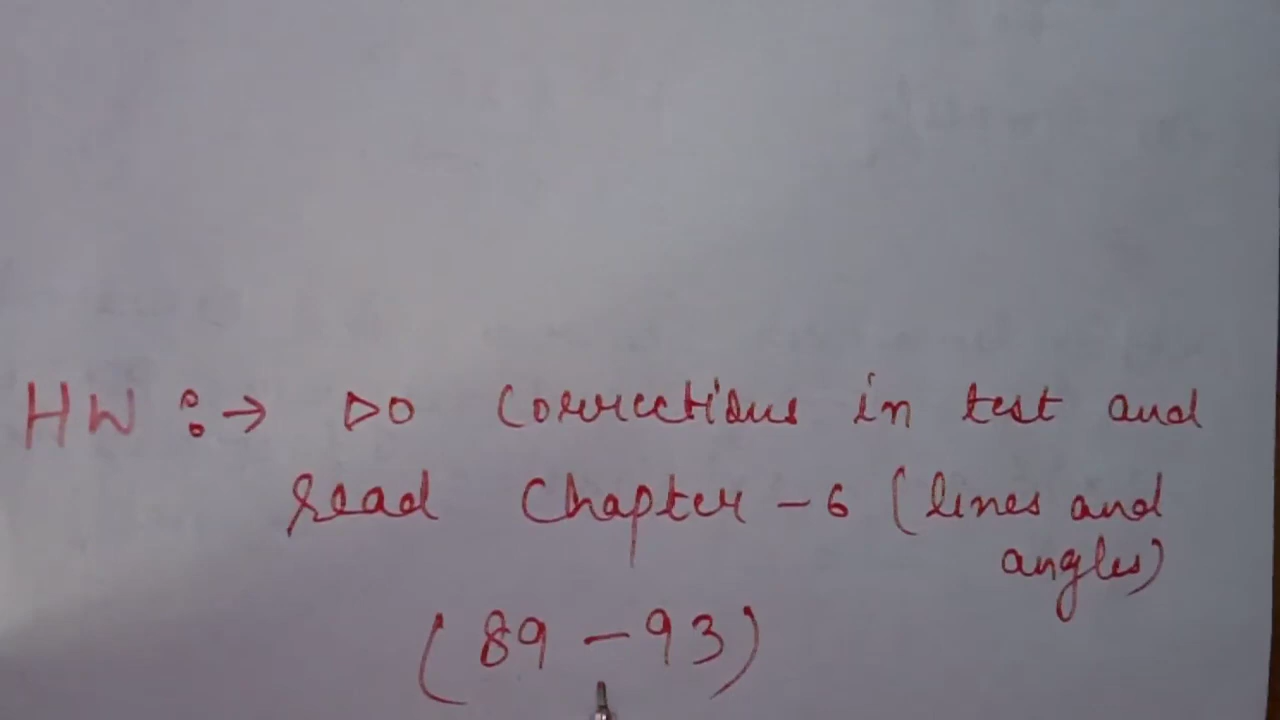 HW :→ DO Corrections in test and
read Chapter - 6 (lines and
angles)
(89 - 93)